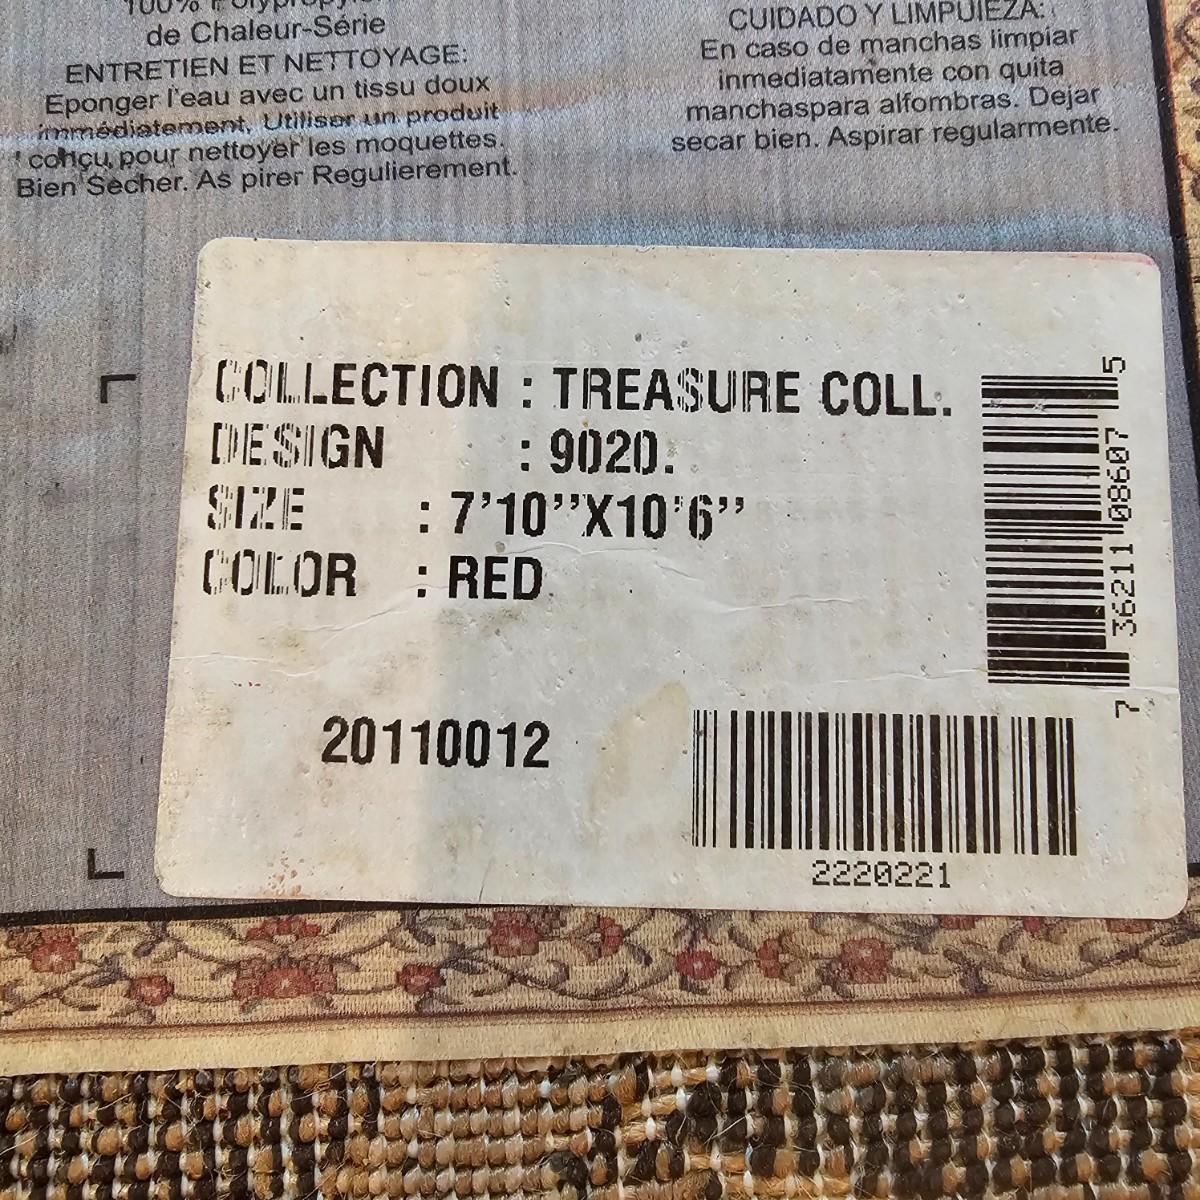 100% Polypropylen
de Chaleur-Série
ENTRETIEN ET NETTOYAGE:
Eponger l'eau avec un tissu doux
immédiatement, Utiliser un produit
conçu pour nettoyer les moquettes.
Bien Secher. As pirer Regulierement.
CUIDADO Y LIMPUIEZA:
En caso de manchas limpiar
inmediatamente con quita
manchaspara alfombras. Dejar
secar bien. Aspirar regularmente.
COLLECTION : TREASURE COLL.
DESIGN : 9020.
SIZE : 7'10''X10'6''
COLOR : RED
20110012
7 36211 08607 5
2220221